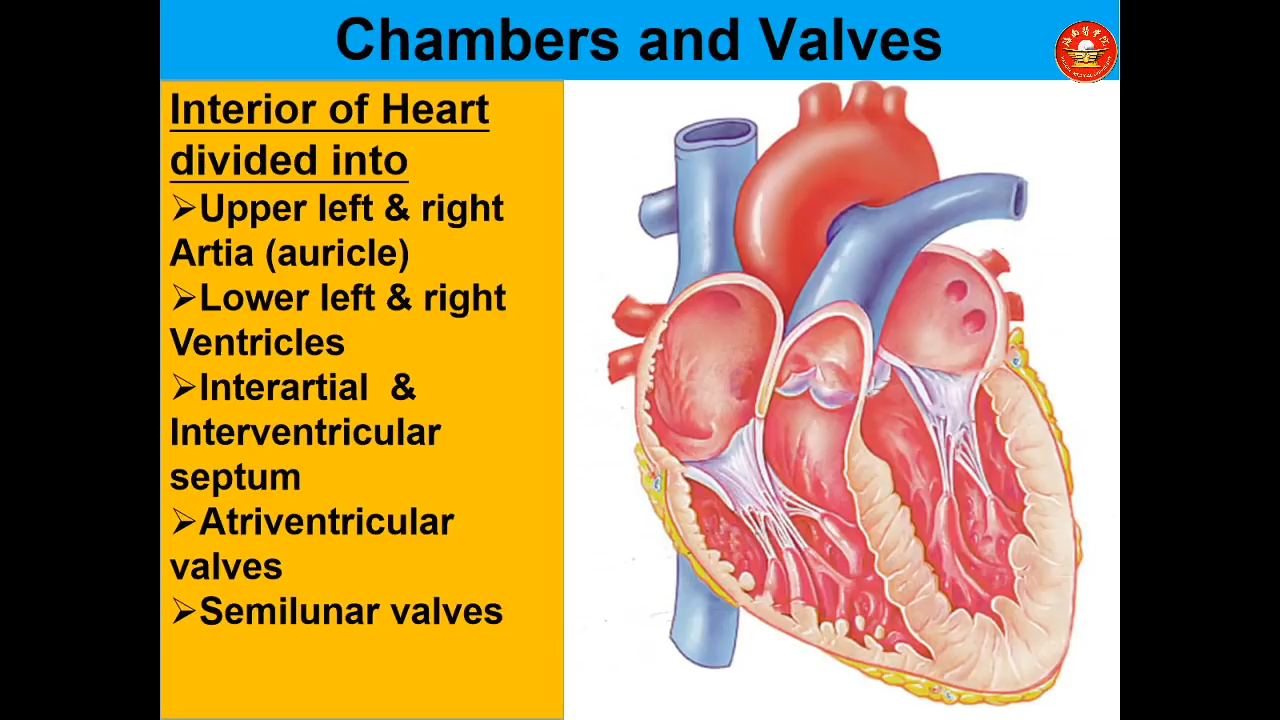 Chambers and Valves
Interior of Heart
divided into
➢Upper left & right
Artia (auricle)
➢Lower left & right
Ventricles
➢Interartial &
Interventricular
septum
➢Atriventricular
valves
➢Semilunar valves